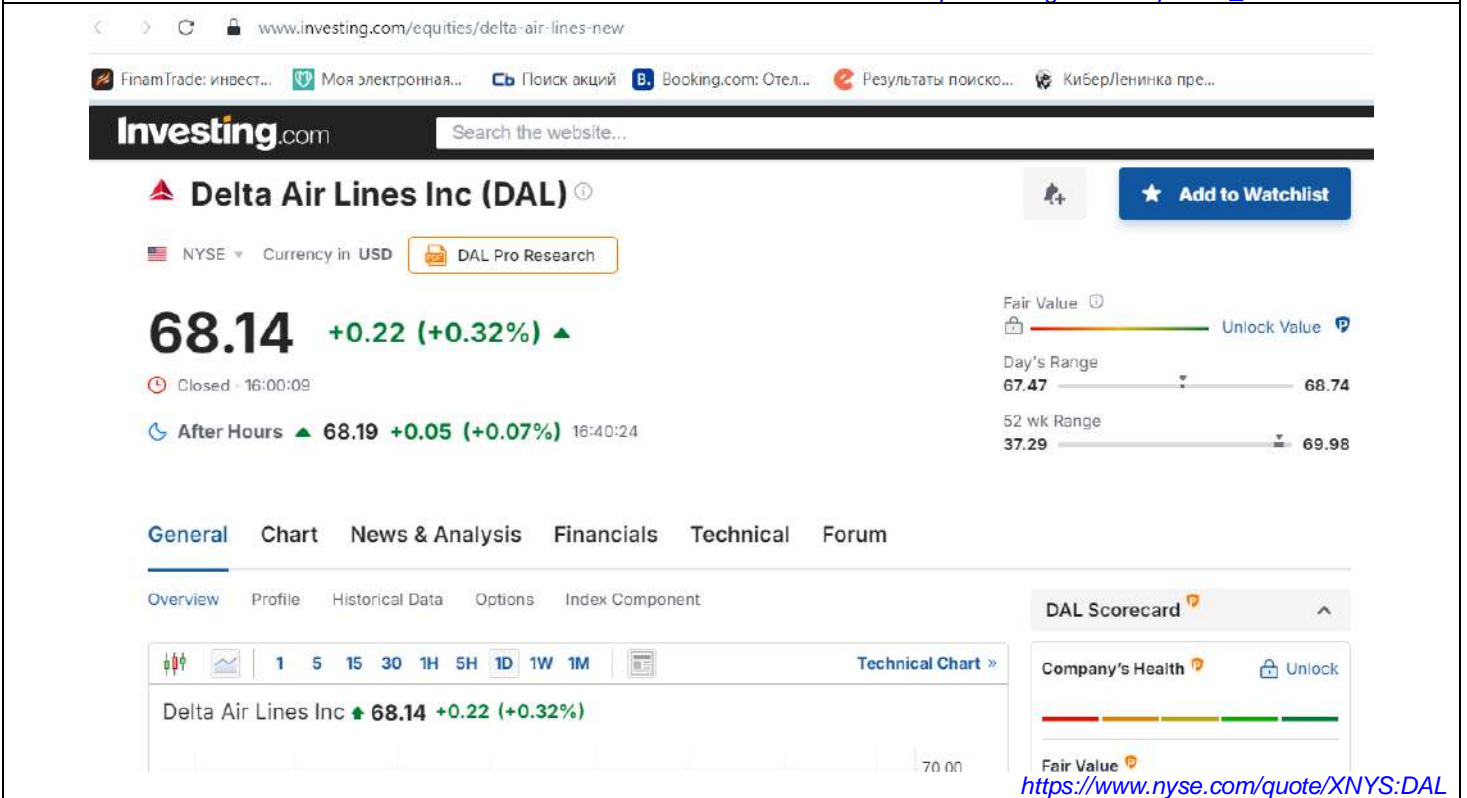 www.investing.com/equities/delta-air-lines-new
FinamTrade: инвест... Моя электронная... Сь Поиск акций B. Booking.com: Отел... Результаты поиско... КиберЛенинка пре...
Investing.com Search the website...
Delta Air Lines Inc (DAL)
Add to Watchlist
NYSE Currency in USD DAL Pro Research
68.14 +0.22 (+0.32%)
Closed · 16:00:09
After Hours 68.19 +0.05 (+0.07%) 16:40:24
Fair Value
Unlock Value
Day's Range
67.47 68.74
52 wk Range
37.29 69.98
General Chart News & Analysis Financials Technical Forum
Overview Profile Historical Data Options Index Component
1 5 15 30 1H 5H 1D 1W 1M Technical Chart »
Delta Air Lines Inc 68.14 +0.22 (+0.32%)
70.00
DAL Scorecard
Company's Health Unlock
Fair Value
https://www.nyse.com/quote/XNYS:DAL